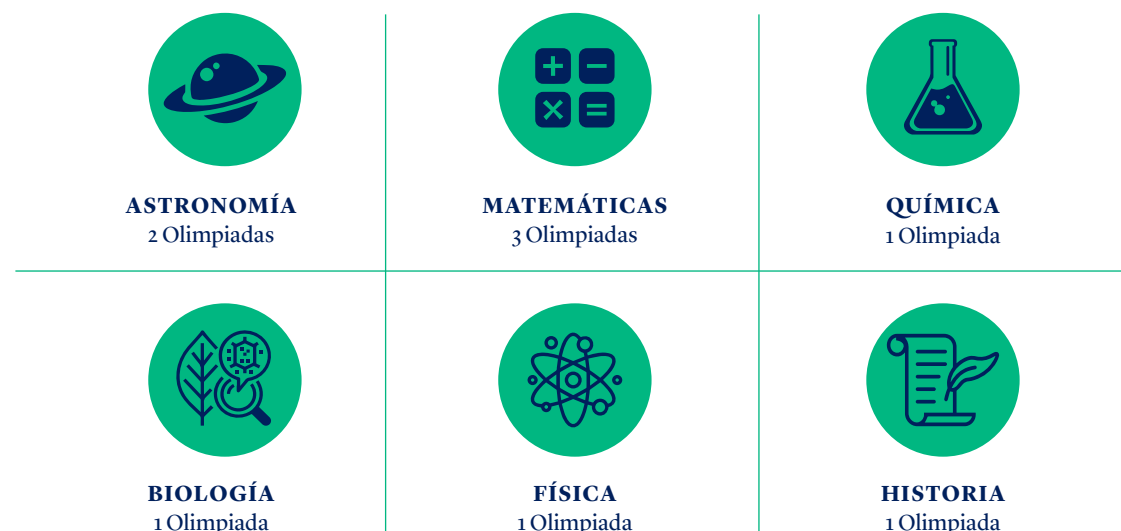 ASTRONOMÍA
2 Olimpiadas
MATEMÁTICAS
3 Olimpiadas
QUÍMICA
1 Olimpiada
BIOLOGÍA
1 Olimpiada
FÍSICA
1 Olimpiada
HISTORIA
1 Olimpiada